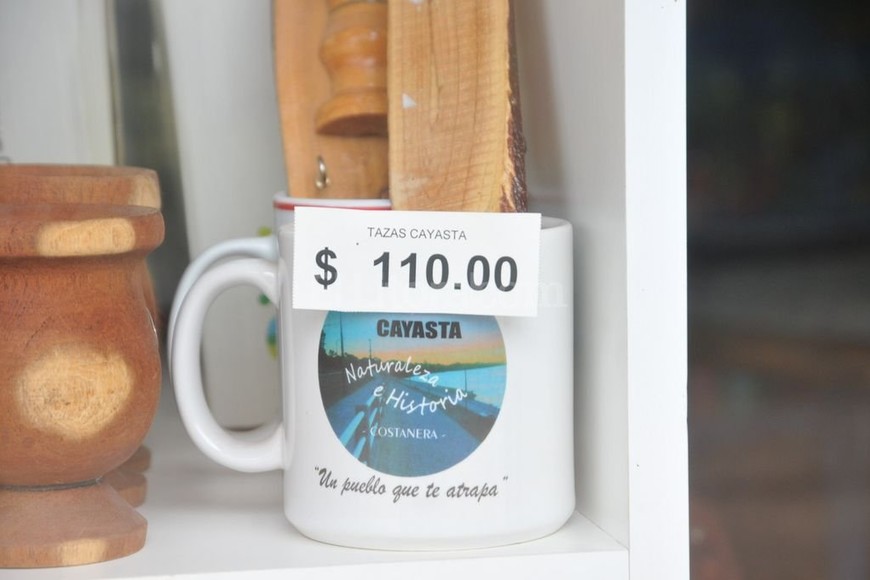 TAZAS CAYASTA
$ 110.00
CAYASTA
Naturaleza
e Historia
- COSTANERA -
"Un pueblo que te atrapa"